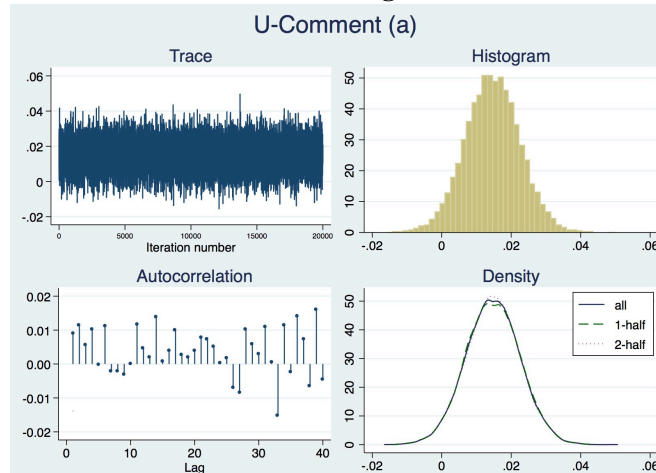 U-Comment (a)
Trace
.06
.04
.02
0
-.02
0 5000 10000 15000 20000
Iteration number
Histogram
50
40
30
20
10
0
-.02 0 .02 .04 .06
Autocorrelation
0.02
0.01
0.00
-0.01
-0.02
0 10 20 30 40
Lag
Density
50
40
30
20
10
0
-.02 0 .02 .04 .06
all
1-half
2-half